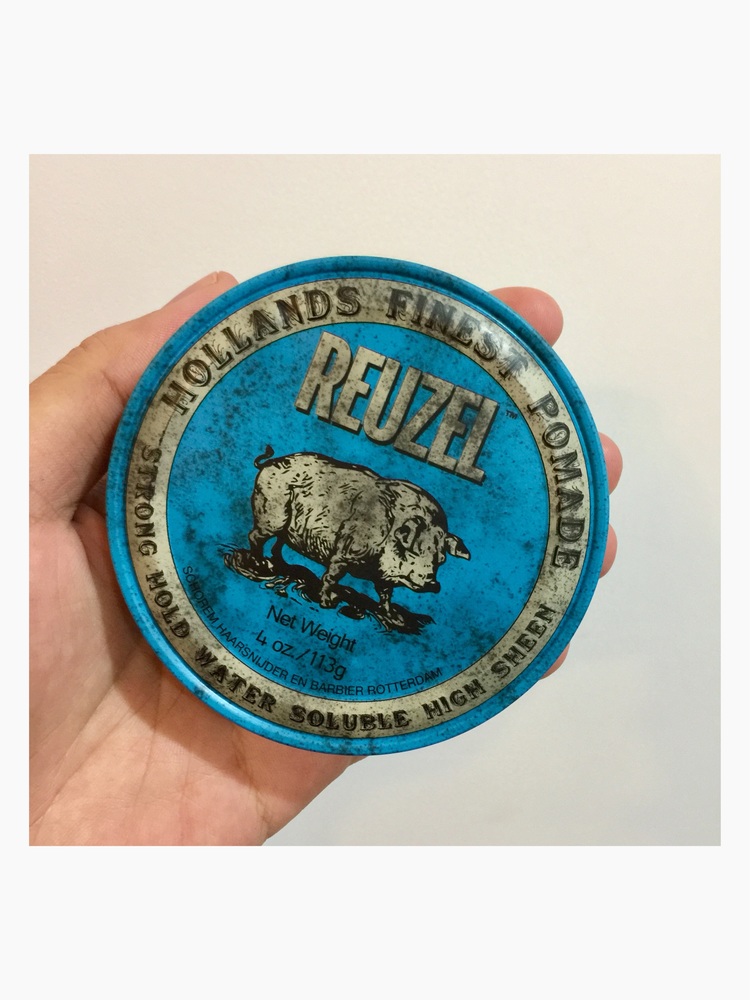 HOLLANDS FINEST POMADE
REUZEL™
Net Weight
4 oz./113g
SCHOREM HAARSNIJDER EN BARBIER ROTTERDAM
STRONG HOLD WATER SOLUBLE HIGH SHEEN